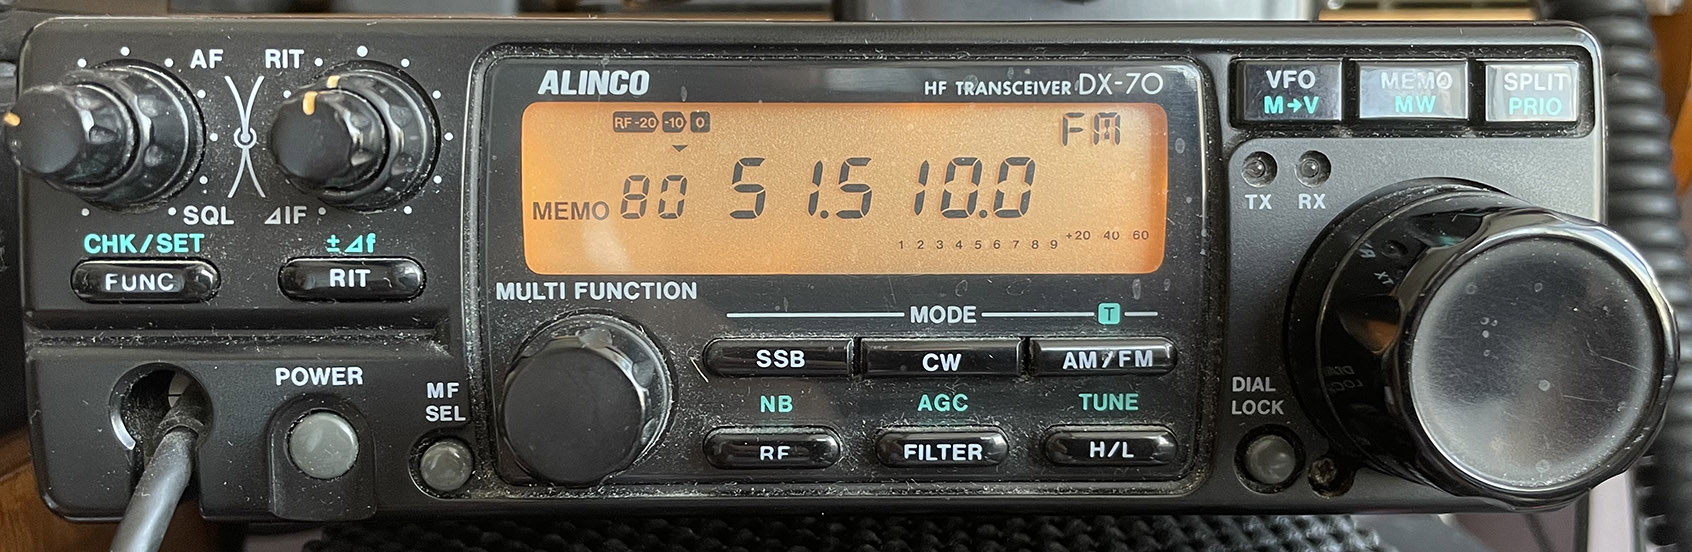 AF RIT
SQL ⊿IF
CHK/SET ±⊿f
FUNC RIT
POWER
MF
SEL
ALINCO HF TRANSCEIVER DX-70
RF-20 -10 0 FM
MEMO 80 51.510.0
1 2 3 4 5 6 7 8 9 +20 40 60
MULTI FUNCTION
MODE T
SSB CW AM/FM
NB AGC TUNE
RF FILTER H/L
VFO MEMO SPLIT
M→V MW PRIO
TX RX
DIAL
LOCK